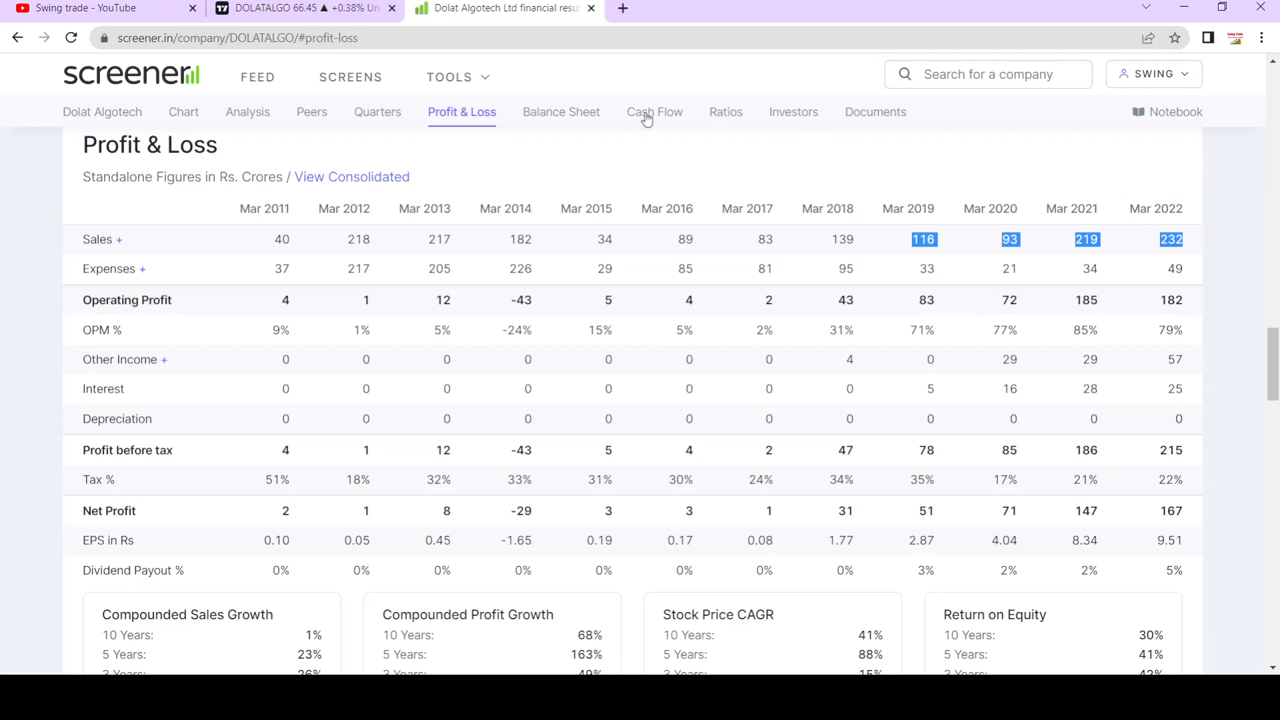 Swing trade - YouTube
DOLATALGO 66.45 ▲ +0.38% Un
Dolat Algotech Ltd financial resu
screener.in/company/DOLATALGO/#profit-loss
screener FEED SCREENS TOOLS Search for a company SWING
Dolat Algotech Chart Analysis Peers Quarters Profit & Loss Balance Sheet Cash Flow Ratios Investors Documents Notebook
Profit & Loss
Standalone Figures in Rs. Crores / View Consolidated
Mar 2011 Mar 2012 Mar 2013 Mar 2014 Mar 2015 Mar 2016 Mar 2017 Mar 2018 Mar 2019 Mar 2020 Mar 2021 Mar 2022
Sales + 40 218 217 182 34 89 83 139 116 93 219 232
Expenses + 37 217 205 226 29 85 81 95 33 21 34 49
Operating Profit 4 1 12 -43 5 4 2 43 83 72 185 182
OPM % 9% 1% 5% -24% 15% 5% 2% 31% 71% 77% 85% 79%
Other Income + 0 0 0 0 0 0 0 4 0 29 29 57
Interest 0 0 0 0 0 0 0 0 5 16 28 25
Depreciation 0 0 0 0 0 0 0 0 0 0 0 0
Profit before tax 4 1 12 -43 5 4 2 47 78 85 186 215
Tax % 51% 18% 32% 33% 31% 30% 24% 34% 35% 17% 21% 22%
Net Profit 2 1 8 -29 3 3 1 31 51 71 147 167
EPS in Rs 0.10 0.05 0.45 -1.65 0.19 0.17 0.08 1.77 2.87 4.04 8.34 9.51
Dividend Payout % 0% 0% 0% 0% 0% 0% 0% 0% 3% 2% 2% 5%
Compounded Sales Growth Compounded Profit Growth Stock Price CAGR Return on Equity
10 Years: 1% 10 Years: 68% 10 Years: 41% 10 Years: 30%
5 Years: 23% 5 Years: 163% 5 Years: 88% 5 Years: 41%
3 Years: 26% 3 Years: 49% 3 Years: 15% 3 Years: 42%